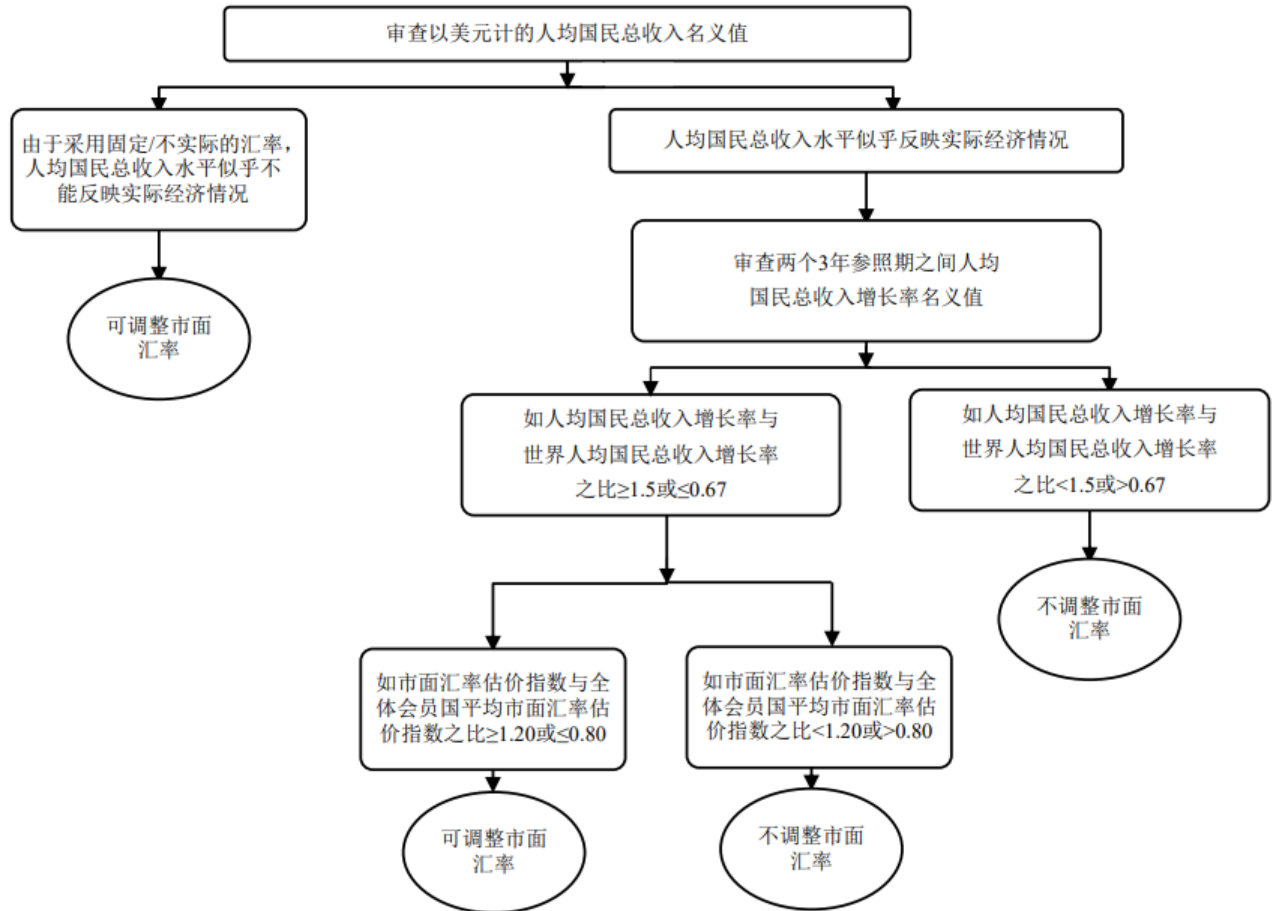 审查以美元计的人均国民总收入名义值
由于采用固定/不实际的汇率，
人均国民总收入水平似乎不
能反映实际经济情况
人均国民总收入水平似乎反映实际经济情况
审查两个3年参照期之间人均
国民总收入增长率名义值
可调整市面
汇率
如人均国民总收入增长率与
世界人均国民总收入增长率
之比≥1.5或≤0.67
如人均国民总收入增长率与
世界人均国民总收入增长率
之比<1.5或>0.67
不调整市面
汇率
如市面汇率估价指数与全
体会员国平均市面汇率估
价指数之比≥1.20或≤0.80
如市面汇率估价指数与全
体会员国平均市面汇率估
价指数之比<1.20或>0.80
可调整市面
汇率
不调整市面
汇率